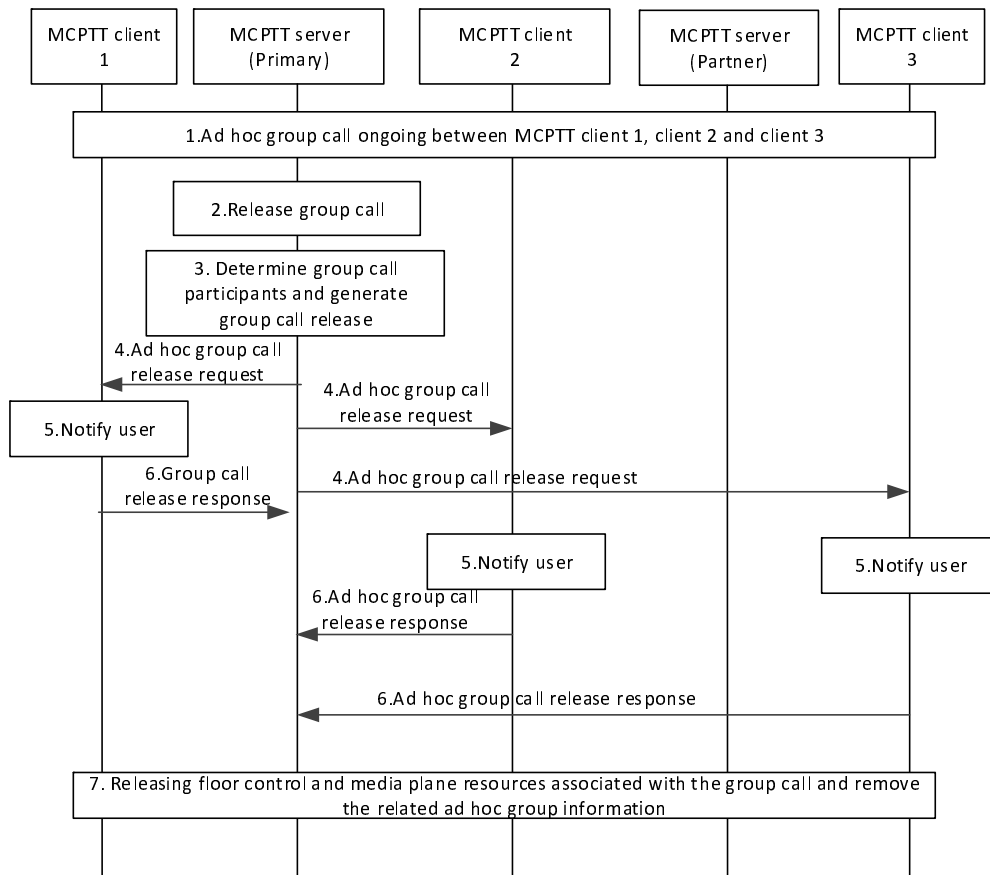 MCPTT client
1
MCPTT server
(Primary)
MCPTT client
2
MCPTT server
(Partner)
MCPTT client
3
1.Ad hoc group call ongoing between MCPTT client 1, client 2 and client 3
2.Release group call
3. Determine group call
participants and generate
group call release
4.Ad hoc group call
release request
4.Ad hoc group call
release request
5.Notify user
6.Group call
release response
4.Ad hoc group call release request
5.Notify user
5.Notify user
6.Ad hoc group call
release response
6.Ad hoc group call release response
7. Releasing floor control and media plane resources associated with the group call and remove
the related ad hoc group information